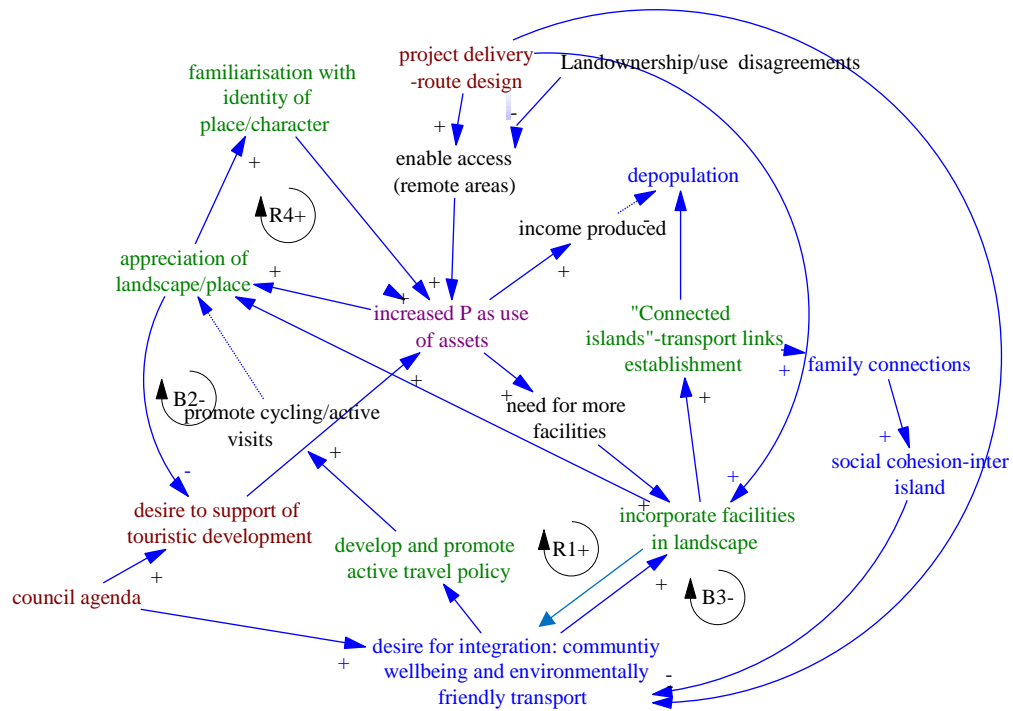 project delivery
-route design
Landownership/use disagreements
familiarisation with
identity of
place/character
+
-
+
enable access
(remote areas)
depopulation
R4+
income produced
-
appreciation of
landscape/place
+
+
+
+
increased P as use
of assets
"Connected
islands"-transport links
establishment
+
family connections
+
+
+
B2-
promote cycling/active
visits
need for more
facilities
+
+
social cohesion-inter
island
-
+
desire to support of
touristic development
+
incorporate facilities
in landscape
develop and promote
active travel policy
R1+
+
+
council agenda
B3-
+
desire for integration: communtiy
wellbeing and environmentally
friendly transport
-